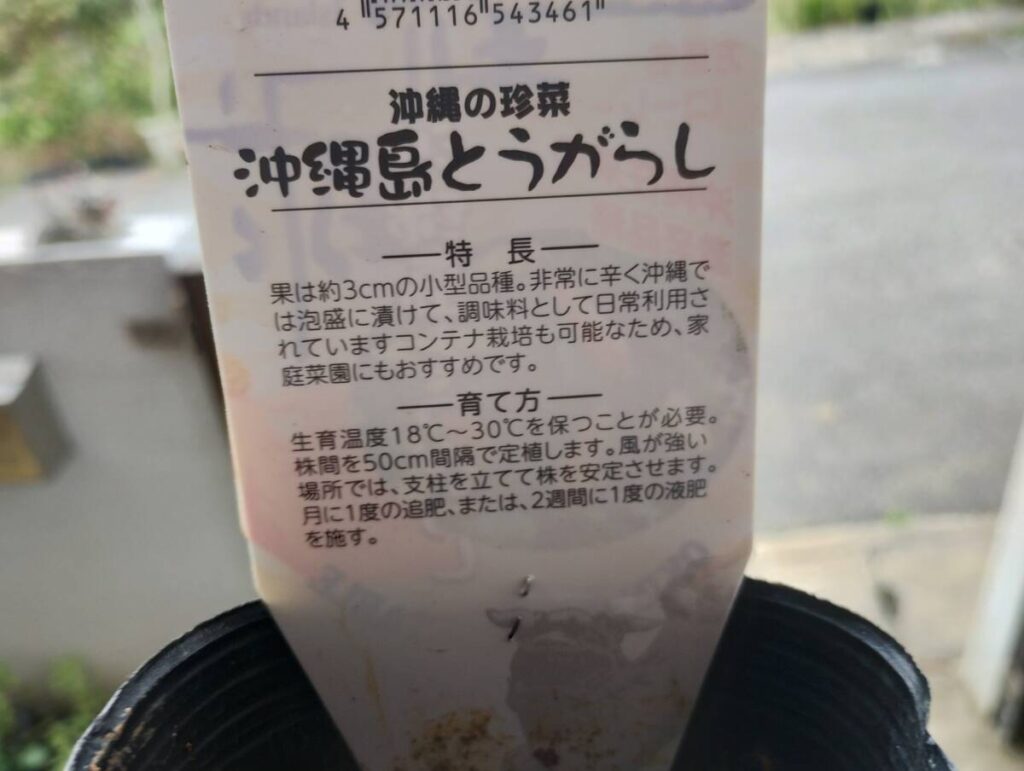 4 571116 543461
沖縄の珍菜
沖縄島とうがらし
特 長
果は約3cmの小型品種。非常に辛く沖縄で
は泡盛に漬けて、調味料として日常利用さ
れていますコンテナ栽培も可能なため、家
庭菜園にもおすすめです。
育て方
生育温度18℃～30℃を保つことが必要。
株間を50cm間隔で定植します。風が強い
場所では、支柱を立てて株を安定させます。
月に1度の追肥、または、2週間に1度の液肥
を施す。